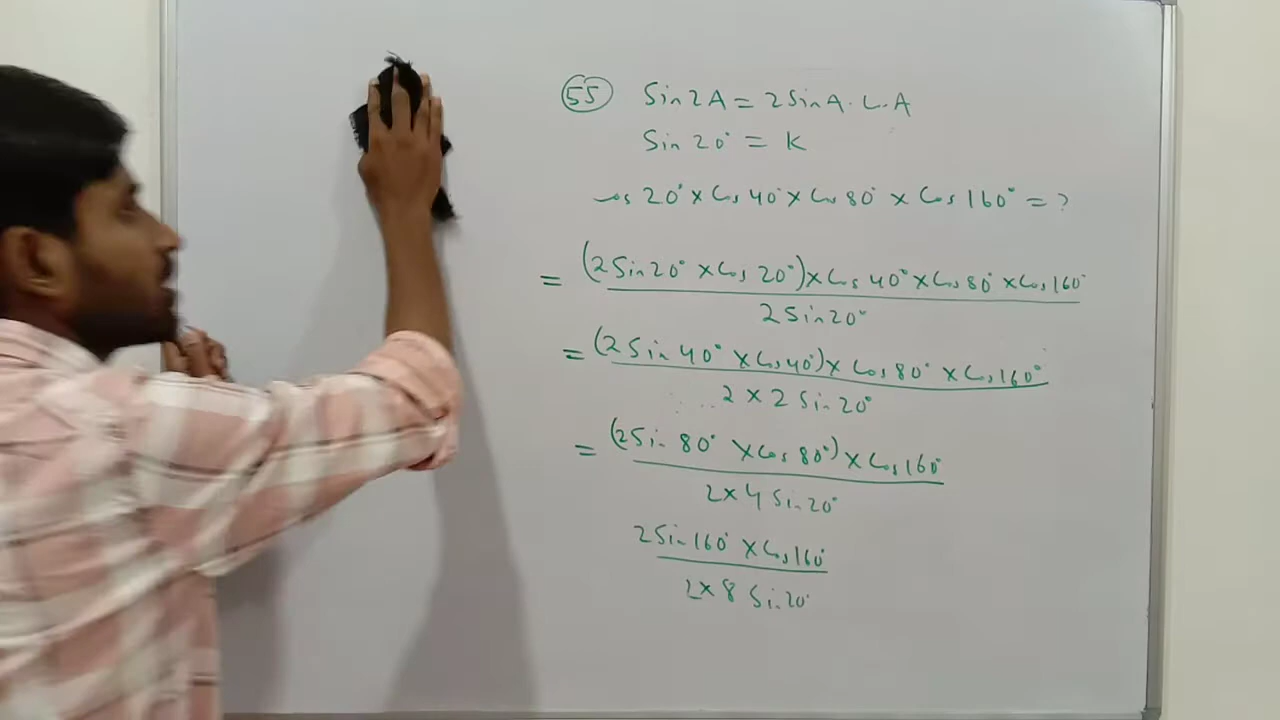 55 Sin2A = 2SinA. C.A
Sin 20° = K
cos 20° × Cos 40° × Cos 80° × Cos 160° = ?
= (2Sin20° × Cos 20°) × Cos 40° × Cos 80° × Cos 160°
2Sin20°
= (2Sin 40° × Cos 40°) × Cos 80° × Cos 160°
2 × 2 Sin 20°
= (2Sin 80° × Cos 80°) × Cos 160°
2 × 4 Sin 20°
2Sin160° × Cos 160°
2 × 8 Sin 20°